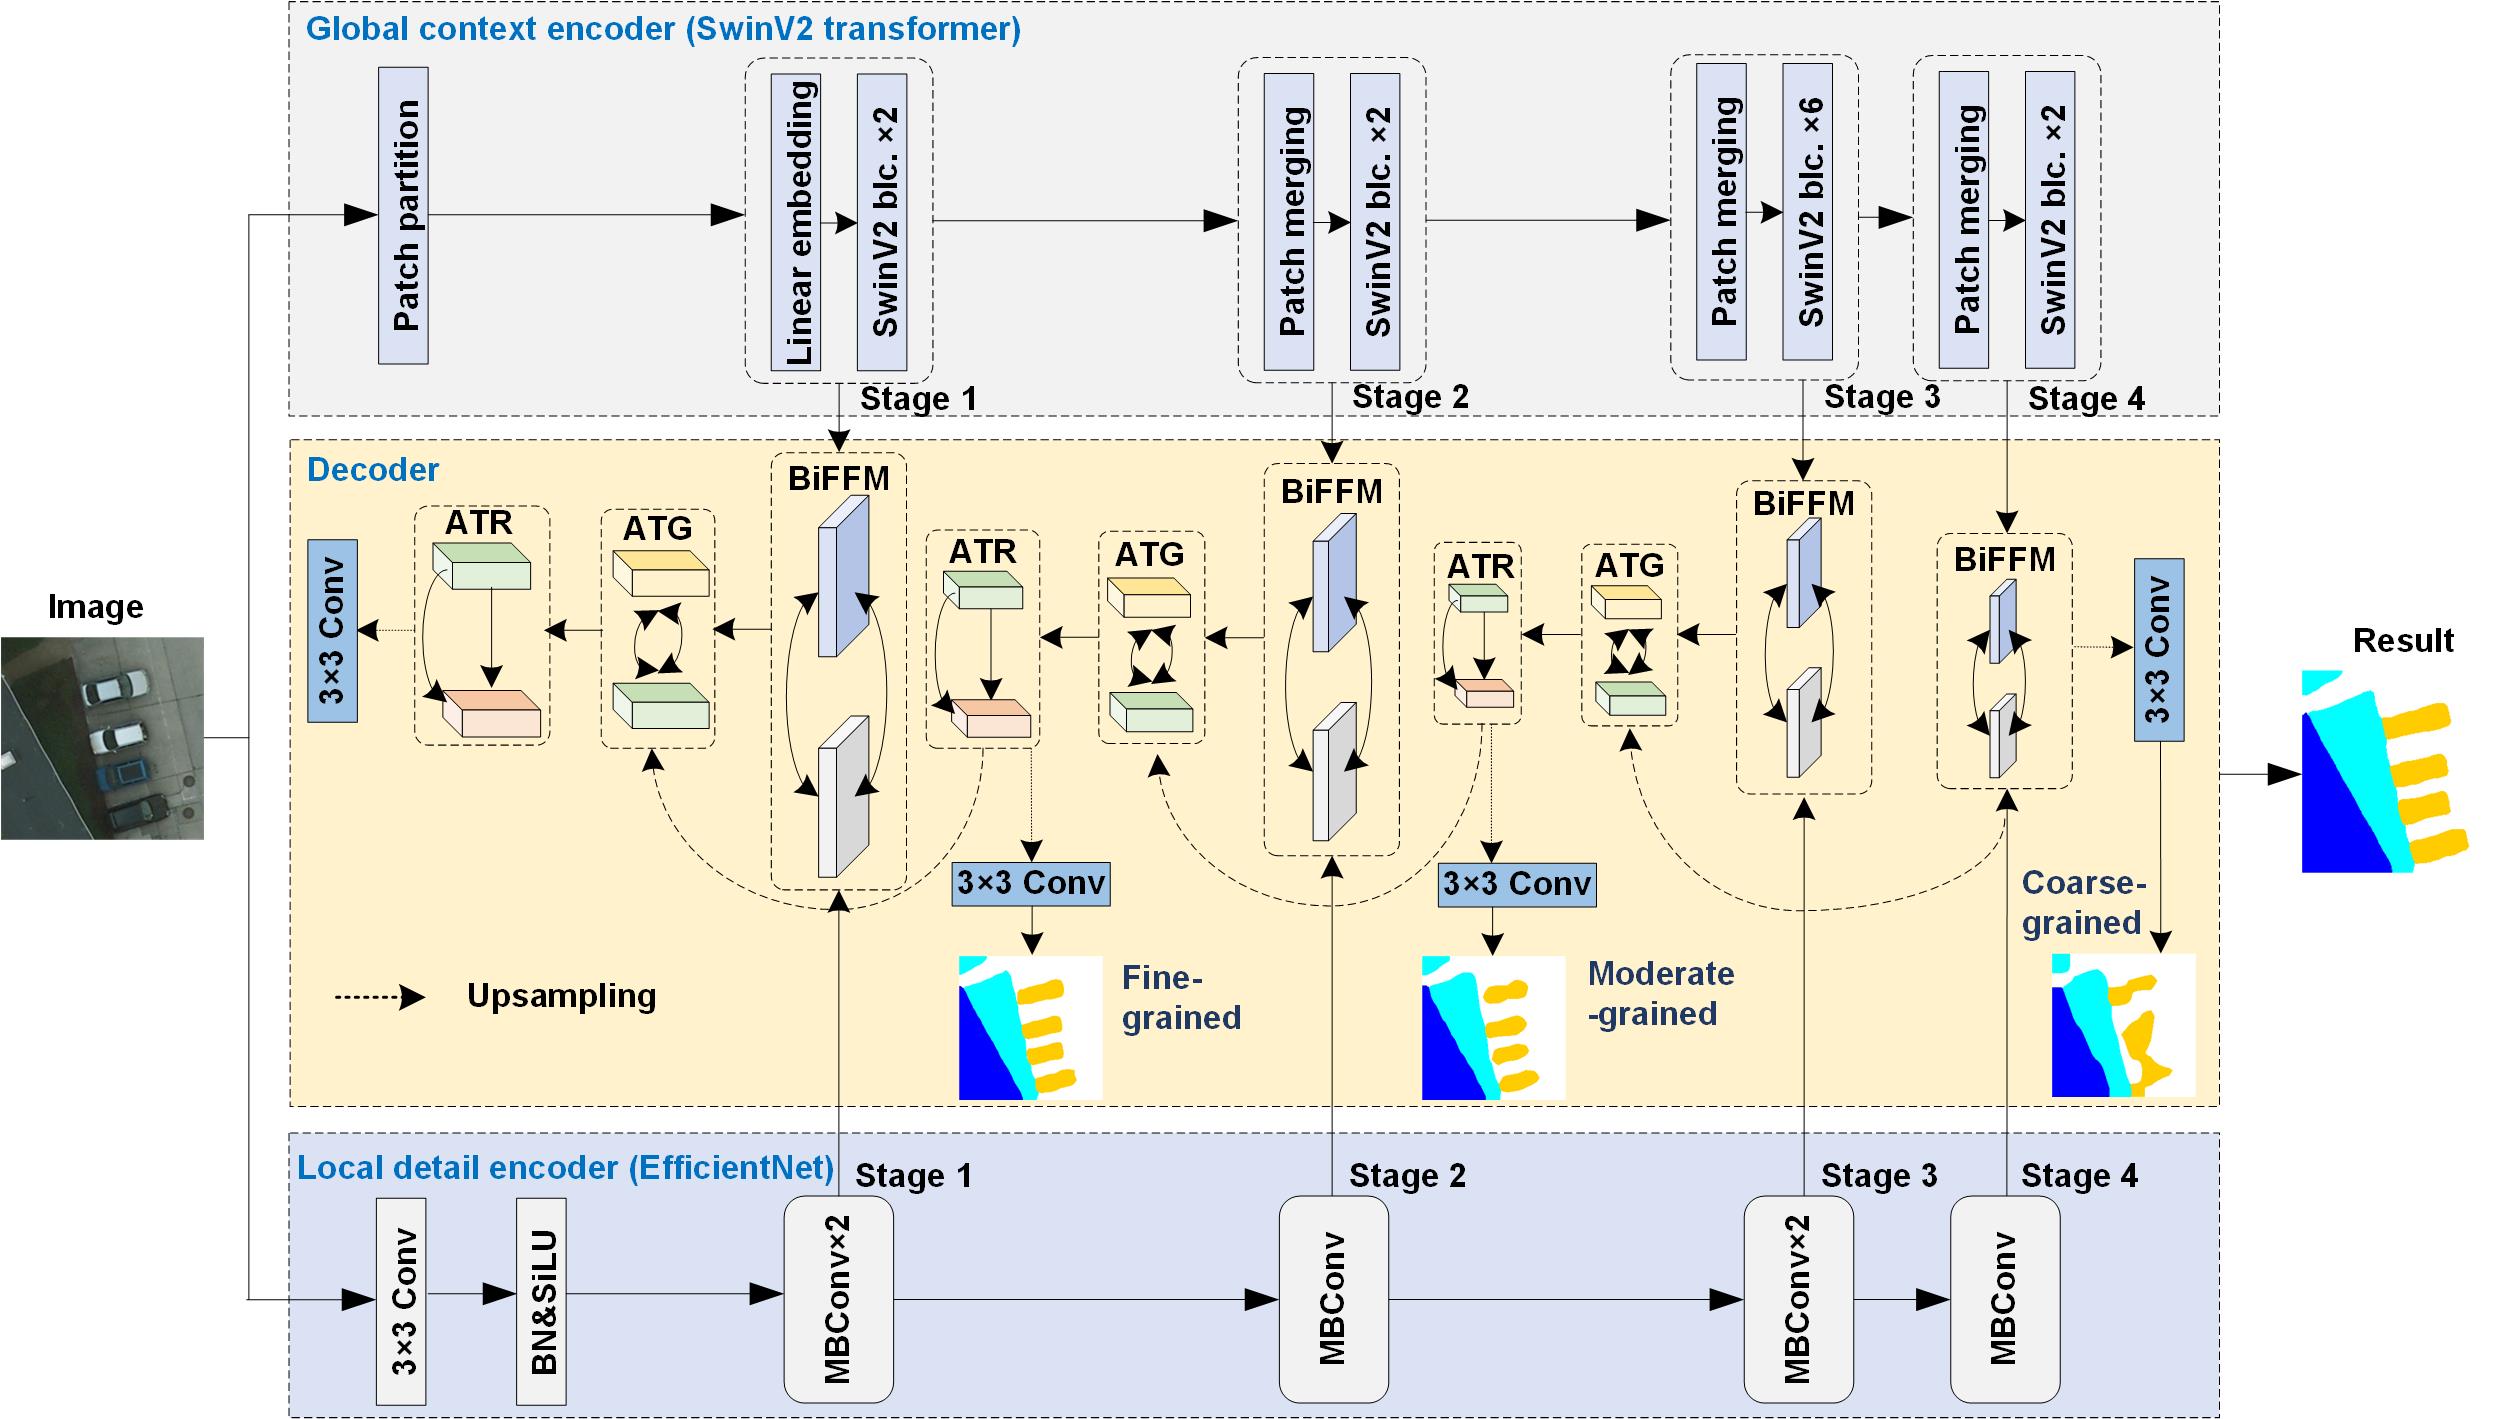 Global context encoder (SwinV2 transformer)
Patch partition
Linear embedding
SwinV2 blc. ×2
Stage 1
Patch merging
SwinV2 blc. ×2
Stage 2
Patch merging
SwinV2 blc. ×6
Stage 3
Patch merging
SwinV2 blc. ×2
Stage 4
Image
Decoder
3×3 Conv
ATR
ATG
BiFFM
ATR
ATG
BiFFM
ATR
ATG
BiFFM
BiFFM
3×3 Conv
Result
3×3 Conv
3×3 Conv
Fine-
grained
Moderate
-grained
Coarse-
grained
Upsampling
Local detail encoder (EfficientNet)
3×3 Conv
BN&SiLU
MBConv×2
Stage 1
MBConv
Stage 2
MBConv×2
Stage 3
MBConv
Stage 4